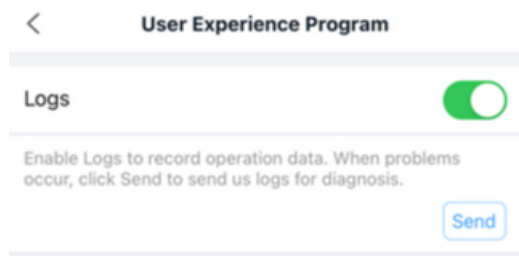 User Experience Program
Logs
Enable Logs to record operation data. When problems
occur, click Send to send us logs for diagnosis.
Send